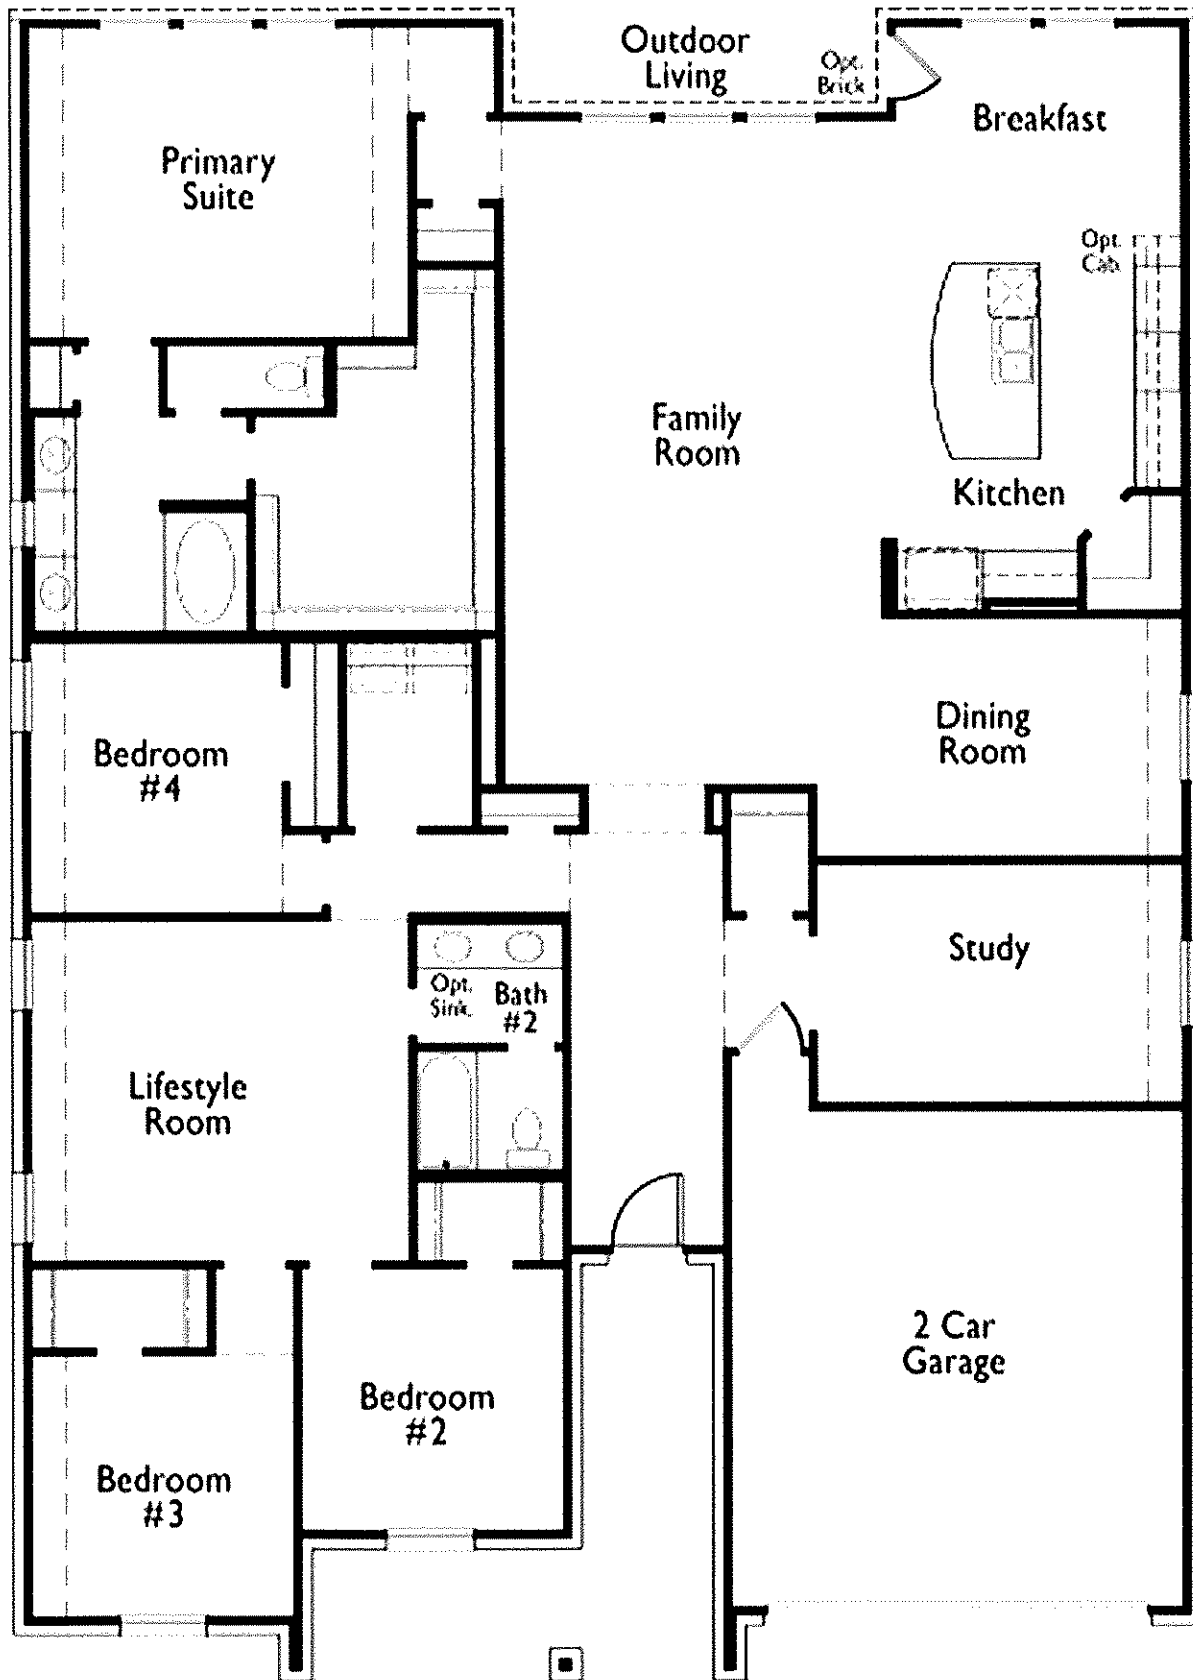 Outdoor
Living
Opt.
Brick
Breakfast
Primary
Suite
Opt.
Cab.
Family
Room
Kitchen
Dining
Room
Bedroom
#4
Study
Opt.
Sink.
Bath
#2
Lifestyle
Room
2 Car
Garage
Bedroom
#2
Bedroom
#3